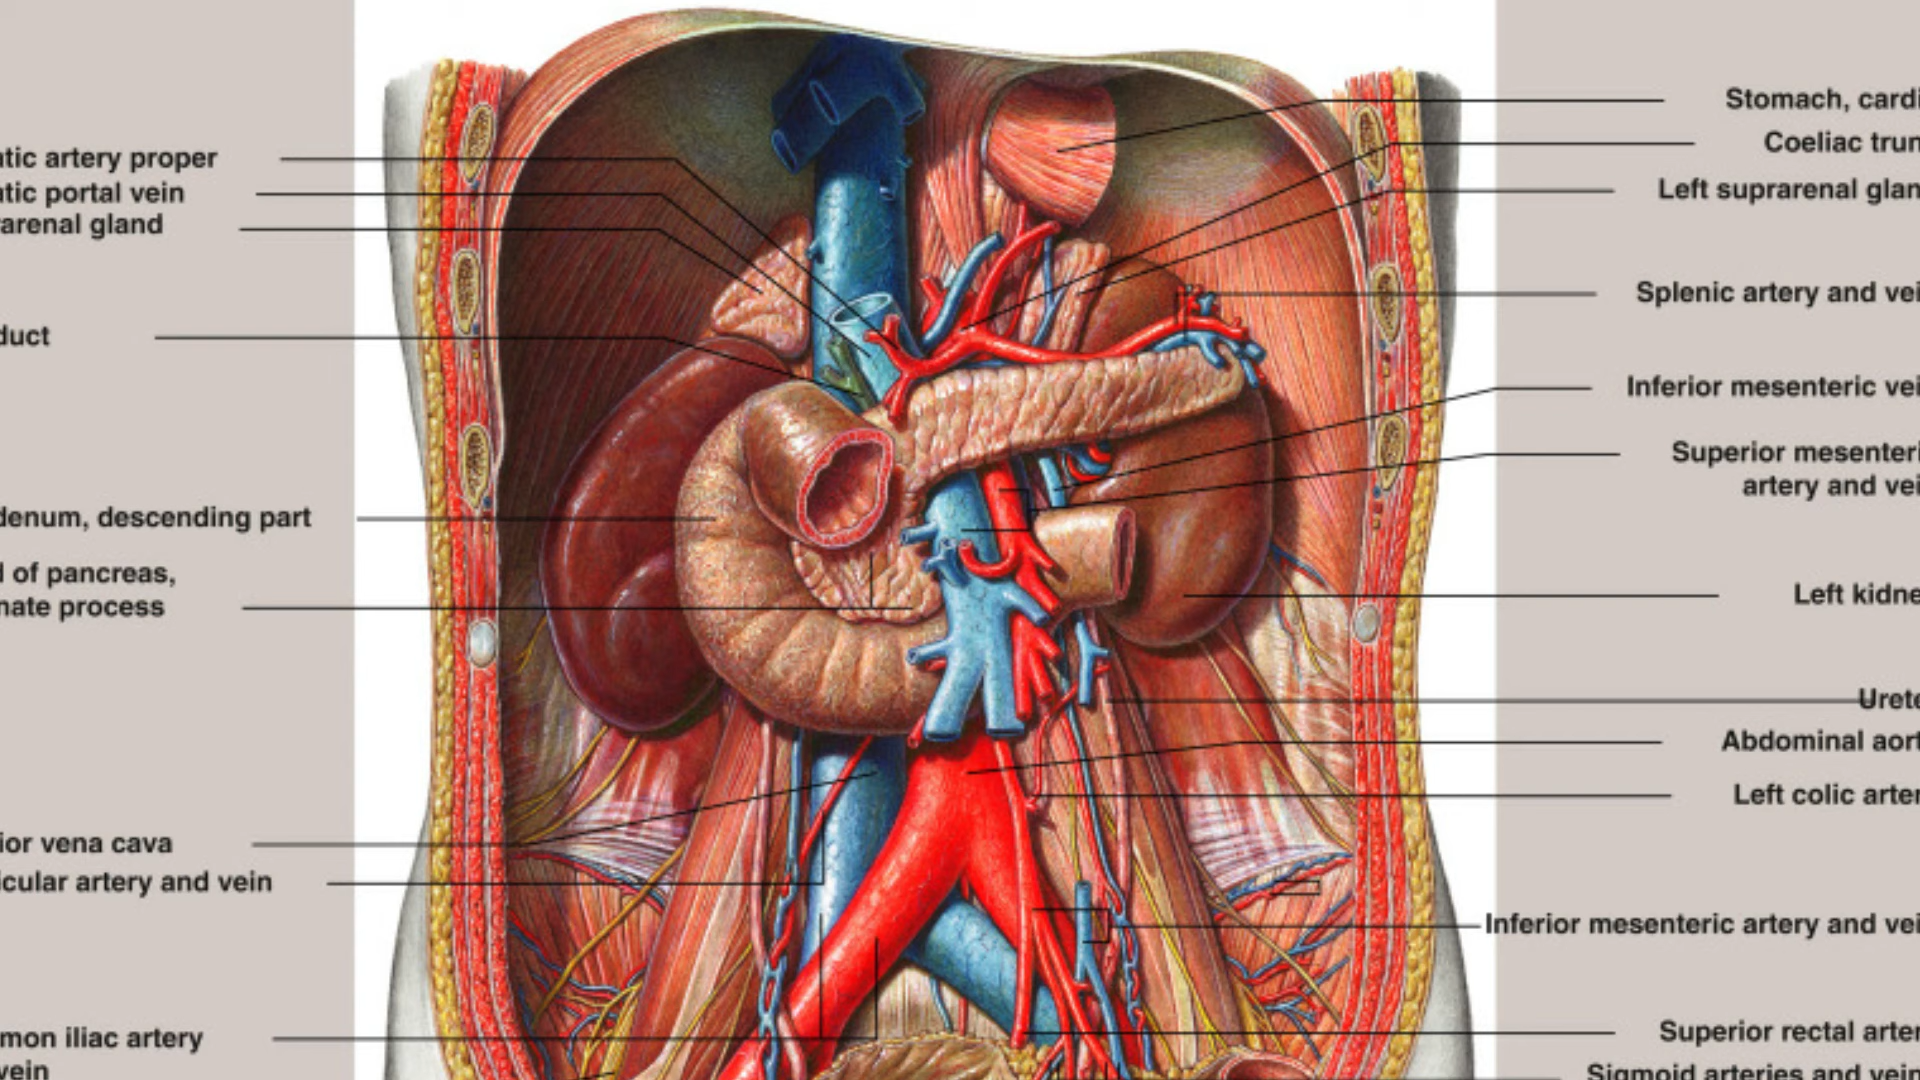 atic artery proper
atic portal vein
arenal gland
duct
denum, descending part
l of pancreas,
nate process
ior vena cava
icular artery and vein
mon iliac artery
vein
Stomach, cardi
Coeliac trun
Left suprarenal glan
Splenic artery and vei
Inferior mesenteric vei
Superior mesenteri
artery and vei
Left kidne
Urete
Abdominal aort
Left colic arter
Inferior mesenteric artery and vei
Superior rectal arter
Sigmoid arteries and vein